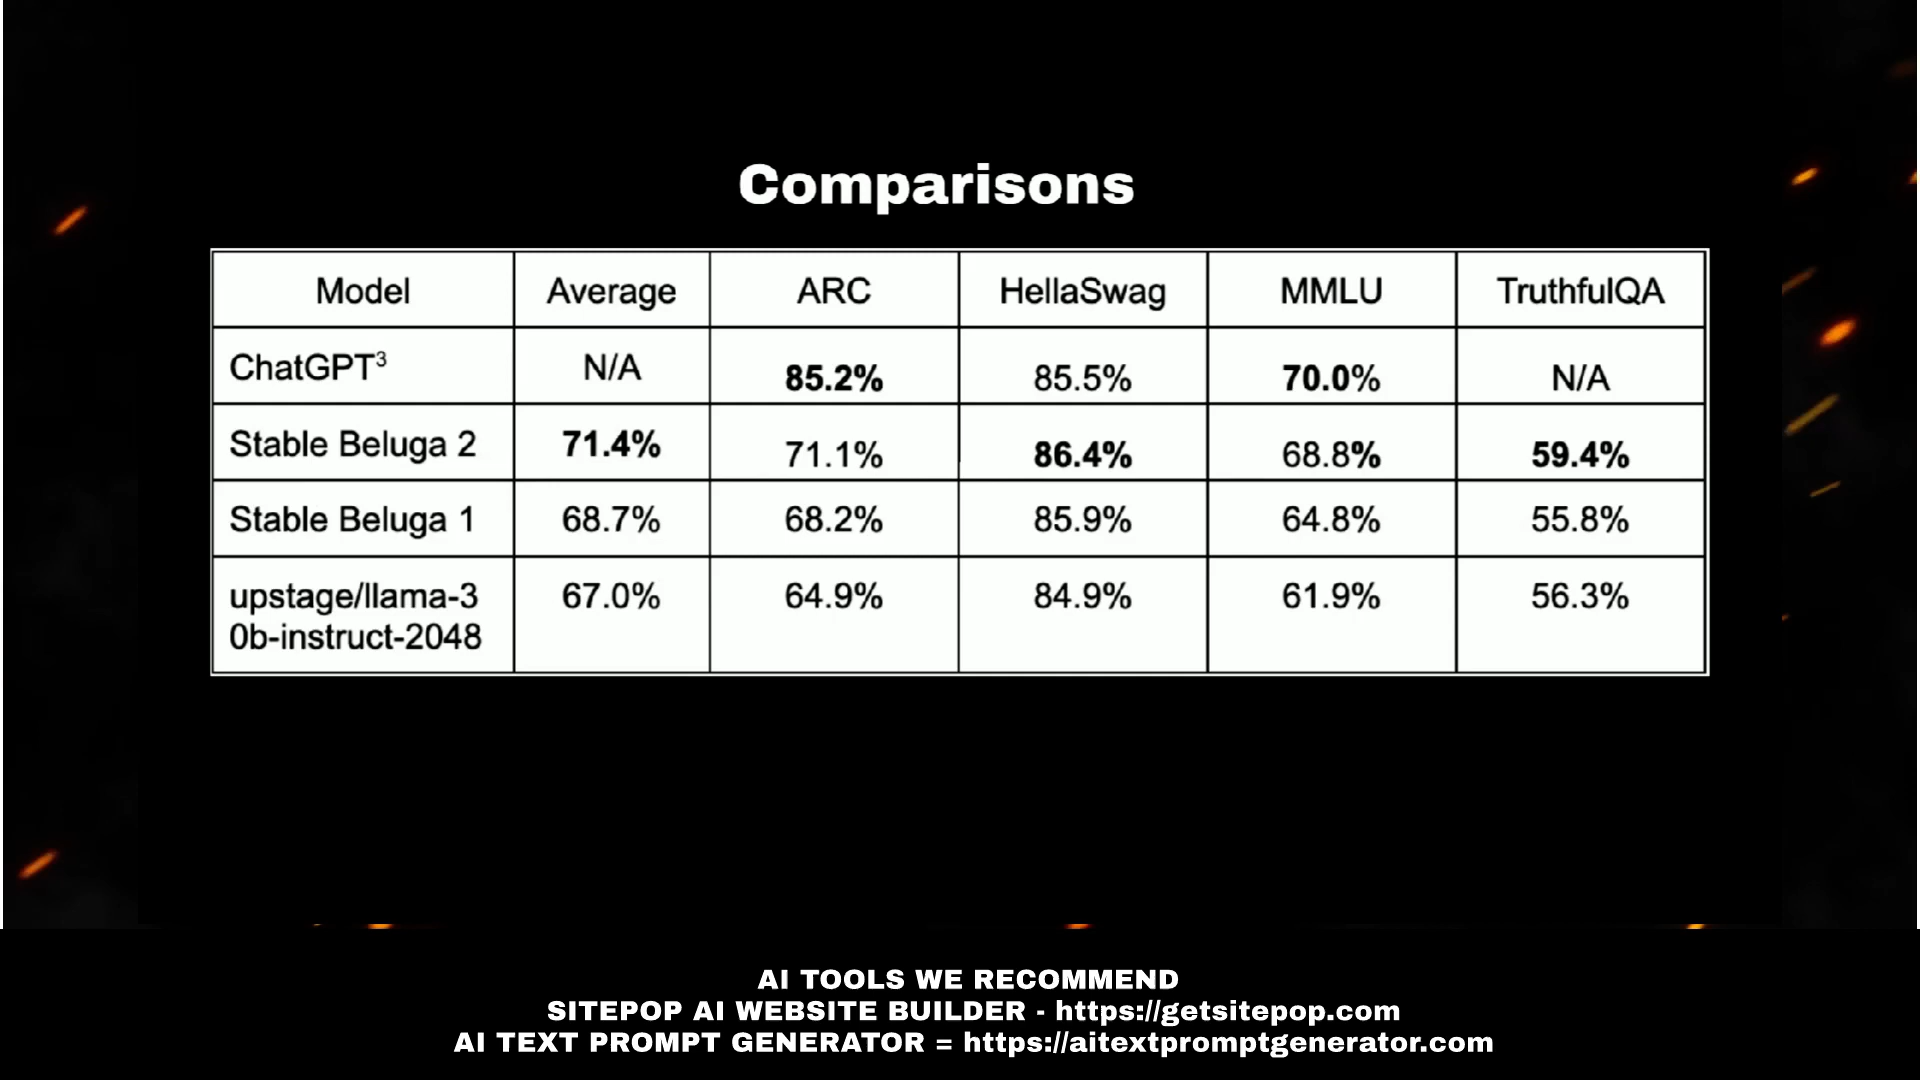 Comparisons
Model Average ARC HellaSwag MMLU TruthfulQA
ChatGPT³ N/A 85.2% 85.5% 70.0% N/A
Stable Beluga 2 71.4% 71.1% 86.4% 68.8% 59.4%
Stable Beluga 1 68.7% 68.2% 85.9% 64.8% 55.8%
upstage/llama-3 67.0% 64.9% 84.9% 61.9% 56.3%
0b-instruct-2048
AI TOOLS WE RECOMMEND
SITEPOP AI WEBSITE BUILDER - https://getsitepop.com
AI TEXT PROMPT GENERATOR = https://aitextpromptgenerator.com